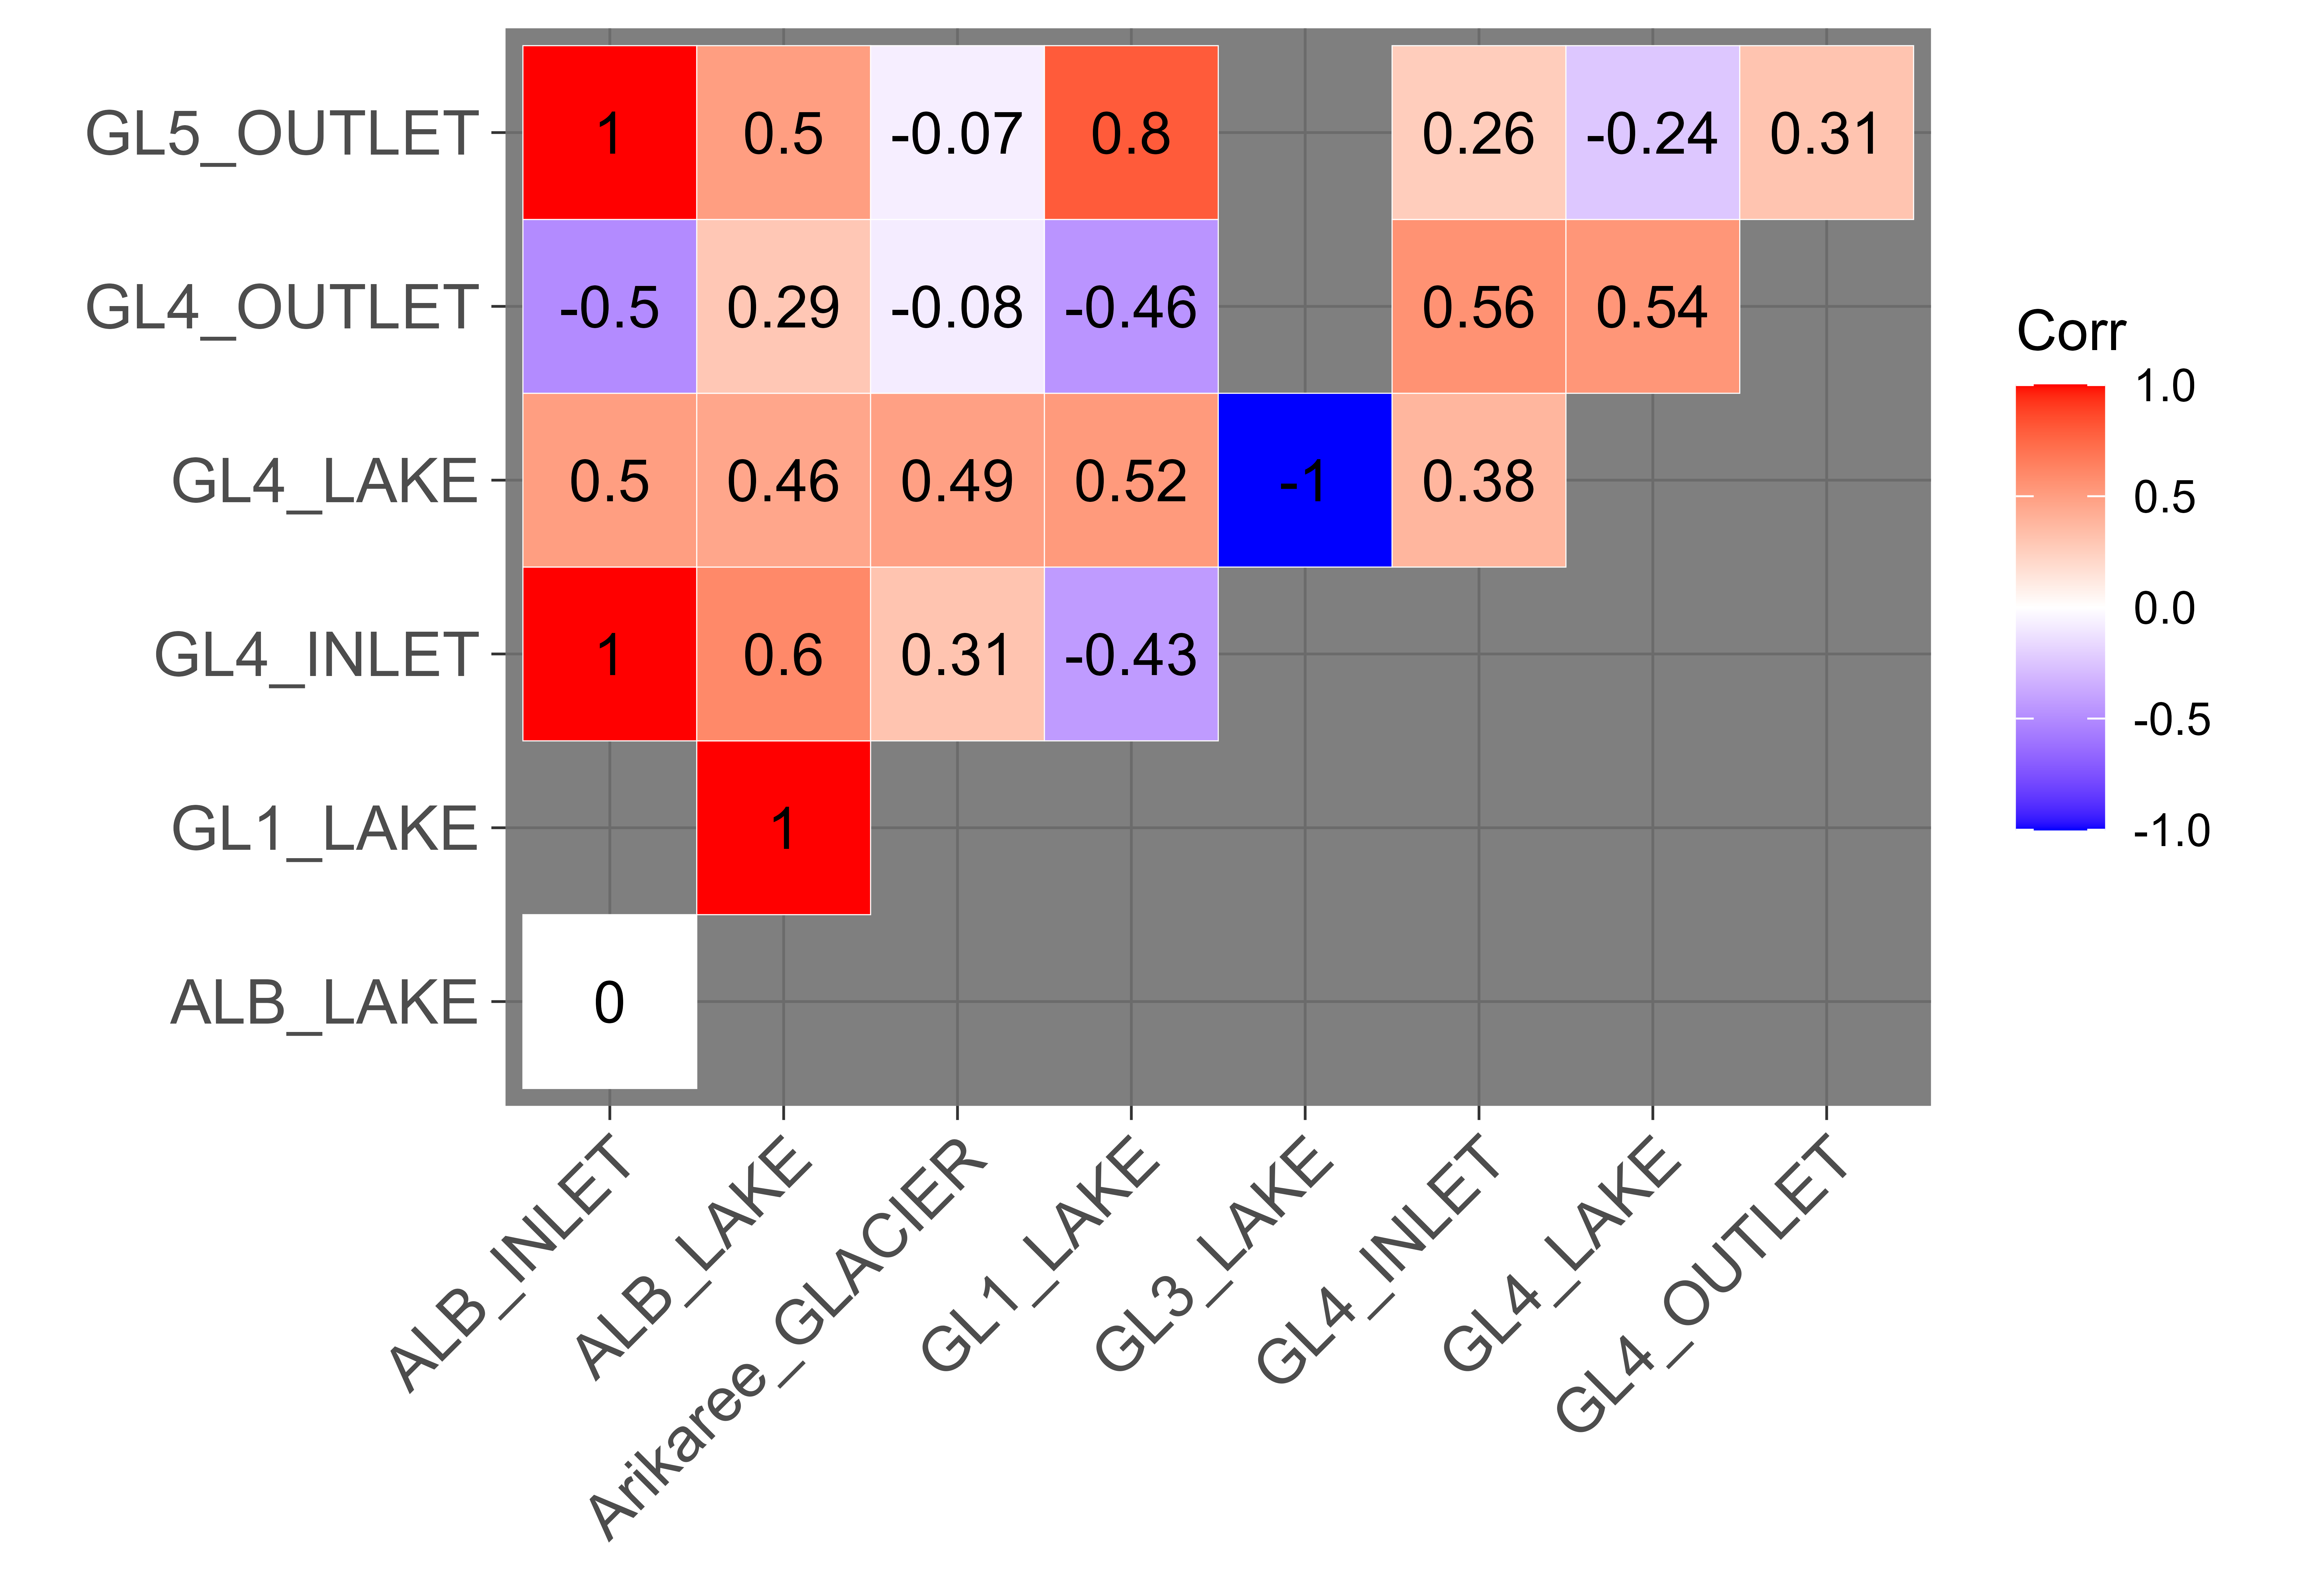 GL5_OUTLET 1 0.5 -0.07 0.8 0.26 -0.24 0.31
GL4_OUTLET -0.5 0.29 -0.08 -0.46 0.56 0.54
GL4_LAKE 0.5 0.46 0.49 0.52 -1 0.38
GL4_INLET 1 0.6 0.31 -0.43
GL1_LAKE 1
ALB_LAKE 0
ALB_INLET
ALB_LAKE
Arikaree_GLACIER
GL1_LAKE
GL3_LAKE
GL4_INLET
GL4_LAKE
GL4_OUTLET
Corr
1.0
0.5
0.0
-0.5
-1.0